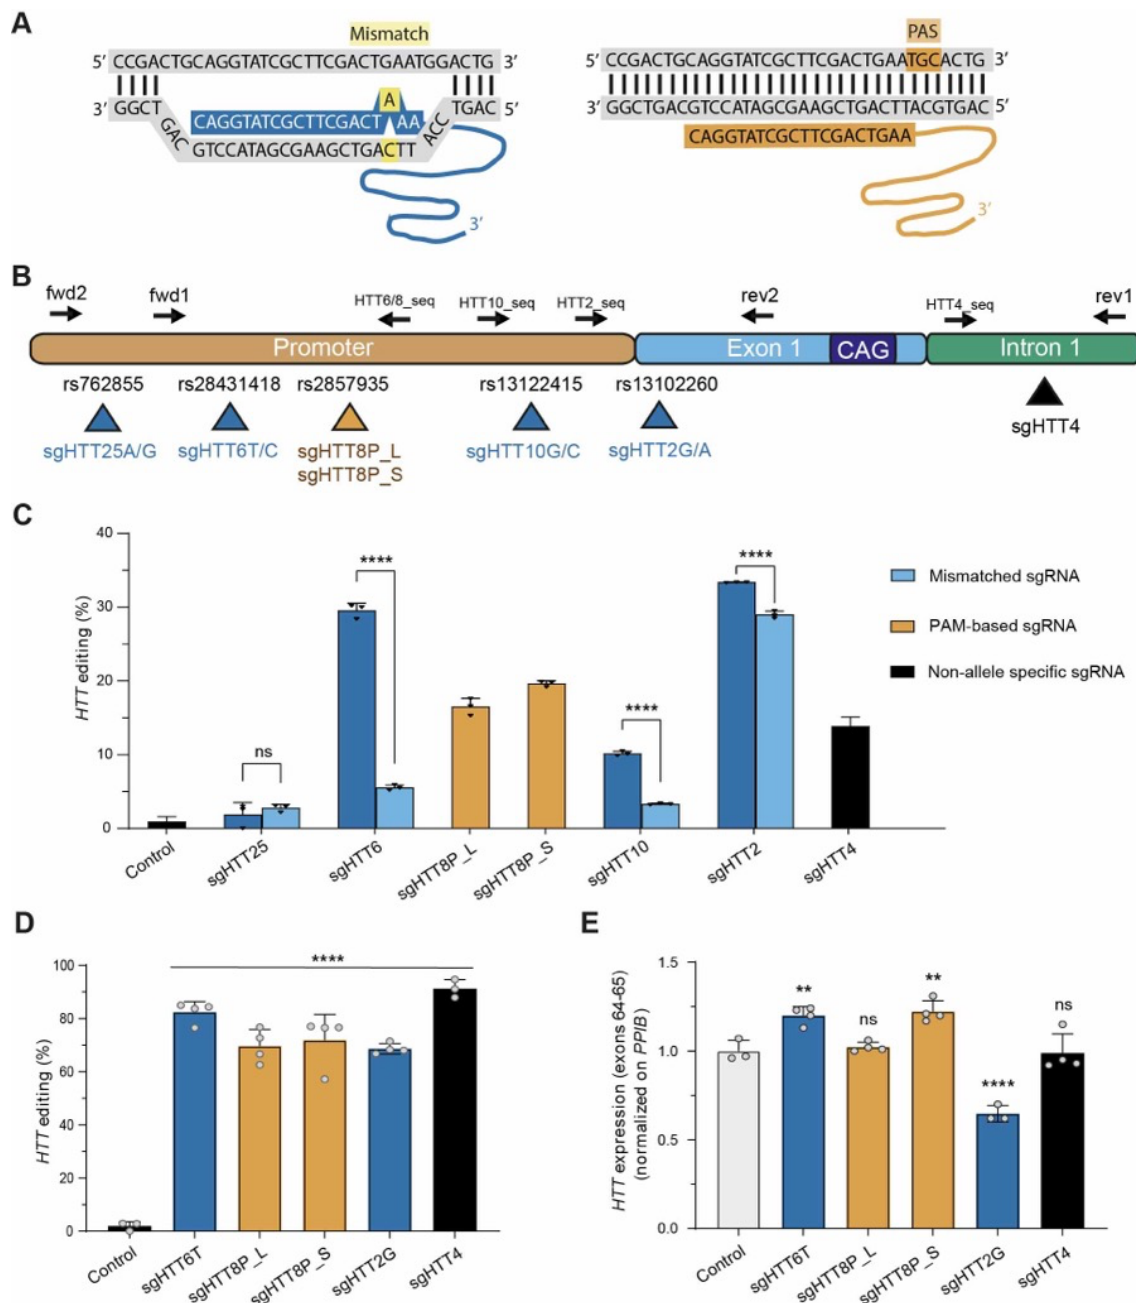 A
Mismatch
5′ CCGACTGCAGGTATCGCTTCGACTGAATGGACTG 3′
A
3′ GGCT TGAC 5′
CAGGTATCGCTTCGACT AA
GAC GTCCATAGCGAAGCTGACTT ACC
3′
PAS
5′ CCGACTGCAGGTATCGCTTCGACTGAATGCACTG 3′
3′ GGCTGACGTCCATAGCGAAGCTGACTTACGTGAC 5′
CAGGTATCGCTTCGACTGAA
3′
B
fwd2 fwd1 HTT6/8_seq HTT10_seq HTT2_seq rev2 HTT4_seq rev1
Promoter Exon 1 CAG Intron 1
rs762855 rs28431418 rs2857935 rs13122415 rs13102260
sgHTT25A/G sgHTT6T/C sgHTT8P_L sgHTT10G/C sgHTT2G/A sgHTT4
sgHTT8P_S
C
HTT editing (%)
40
30
20
10
0
ns
****
****
****
Control sgHTT25 sgHTT6 sgHTT8P_L sgHTT8P_S sgHTT10 sgHTT2 sgHTT4
Mismatched sgRNA
PAM-based sgRNA
Non-allele specific sgRNA
D
HTT editing (%)
100
80
60
40
20
0
****
Control sgHTT6T sgHTT8P_L sgHTT8P_S sgHTT2G sgHTT4
E
HTT expression (exons 64-65)
(normalized on PPIB)
1.5
1.0
0.5
0.0
** ns ** **** ns
Control sgHTT6T sgHTT8P_L sgHTT8P_S sgHTT2G sgHTT4